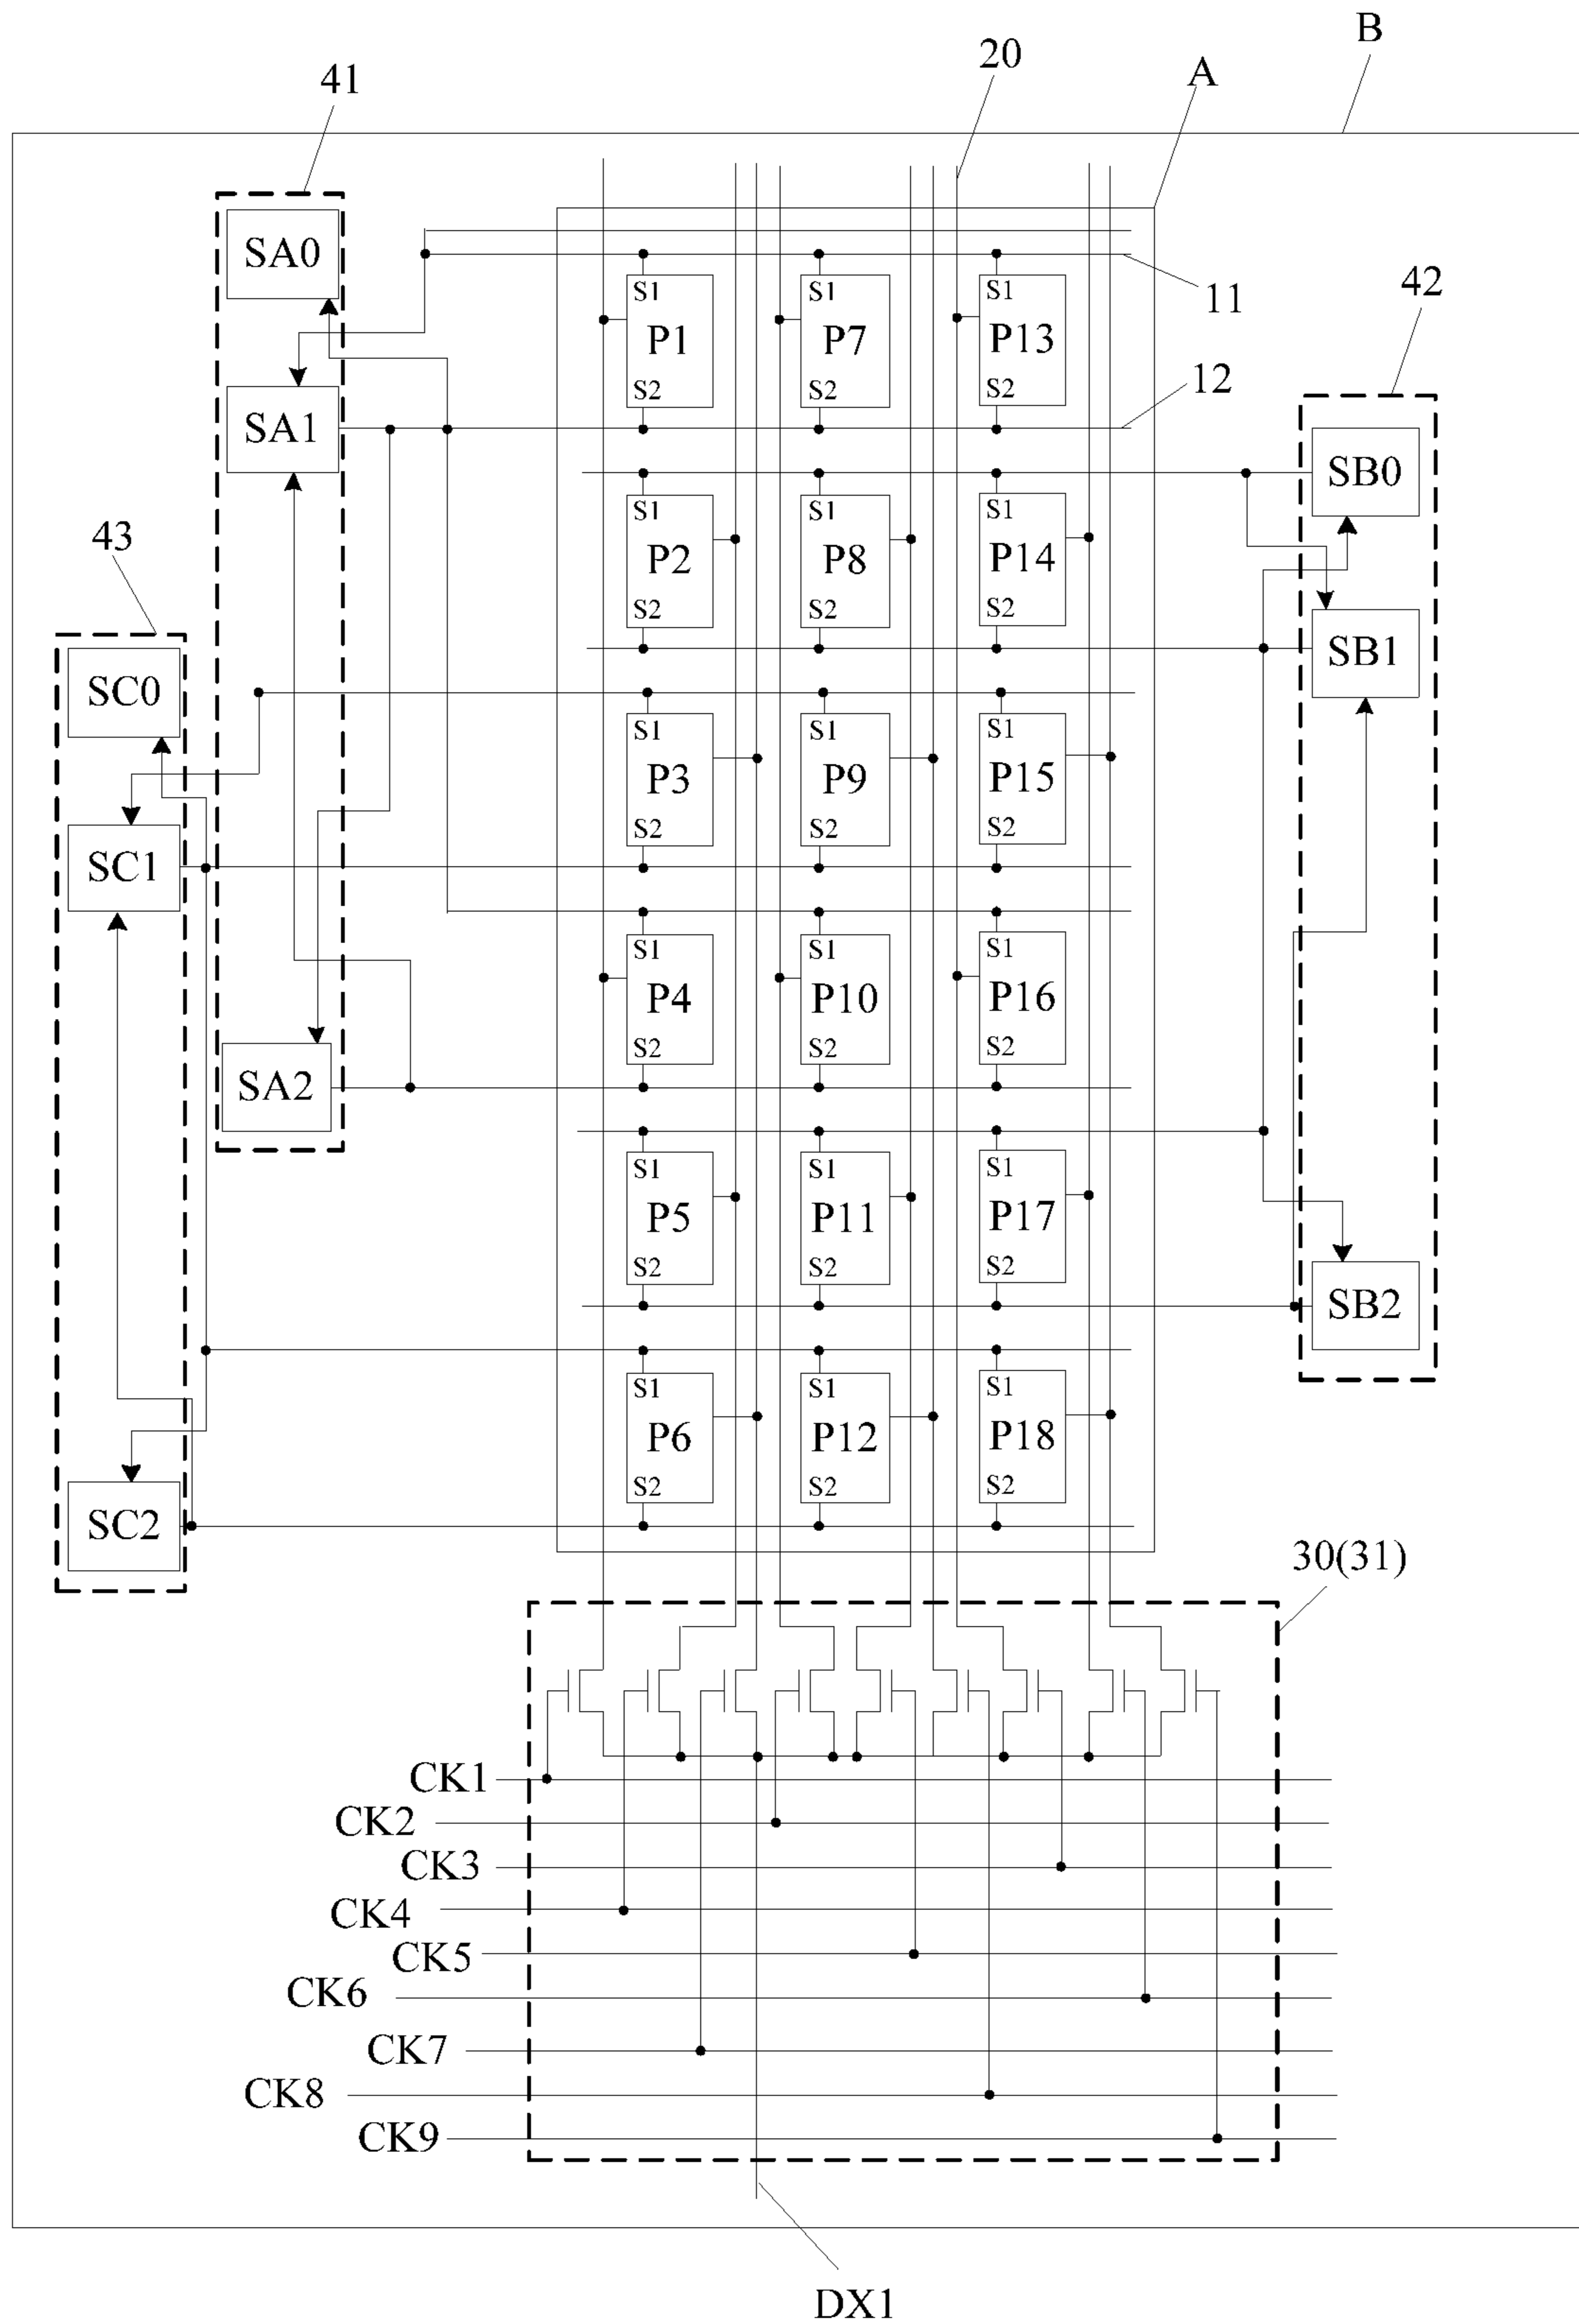 B
20
A
41
SA0
11
42
S1 S1 S1
P1 P7 P13
S2 S2 S2
12
SA1
SB0
43
S1 S1 S1
P2 P8 P14
S2 S2 S2
SB1
SC0
S1 S1 S1
P3 P9 P15
S2 S2 S2
SC1
S1 S1 S1
P4 P10 P16
S2 S2 S2
SA2
S1 S1 S1
P5 P11 P17
S2 S2 S2
SB2
S1 S1 S1
P6 P12 P18
S2 S2 S2
SC2
30(31)
CK1
CK2
CK3
CK4
CK5
CK6
CK7
CK8
CK9
DX1